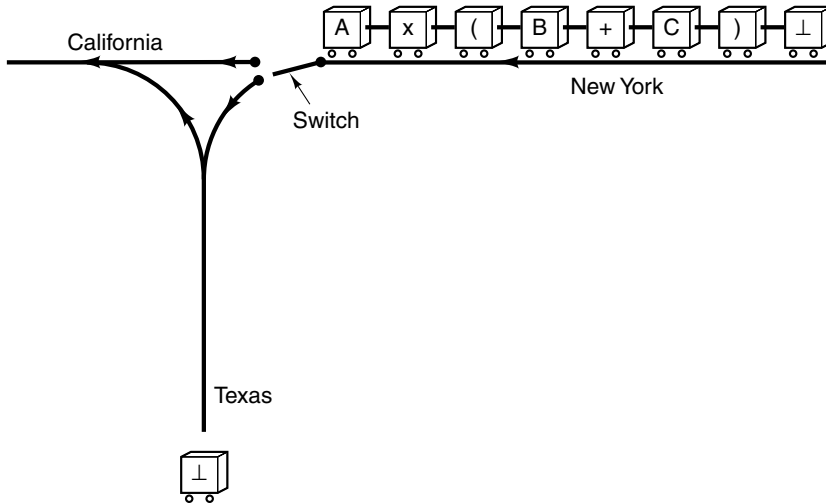 A x ( B + C ) ⊥
California
New York
Switch
Texas
⊥